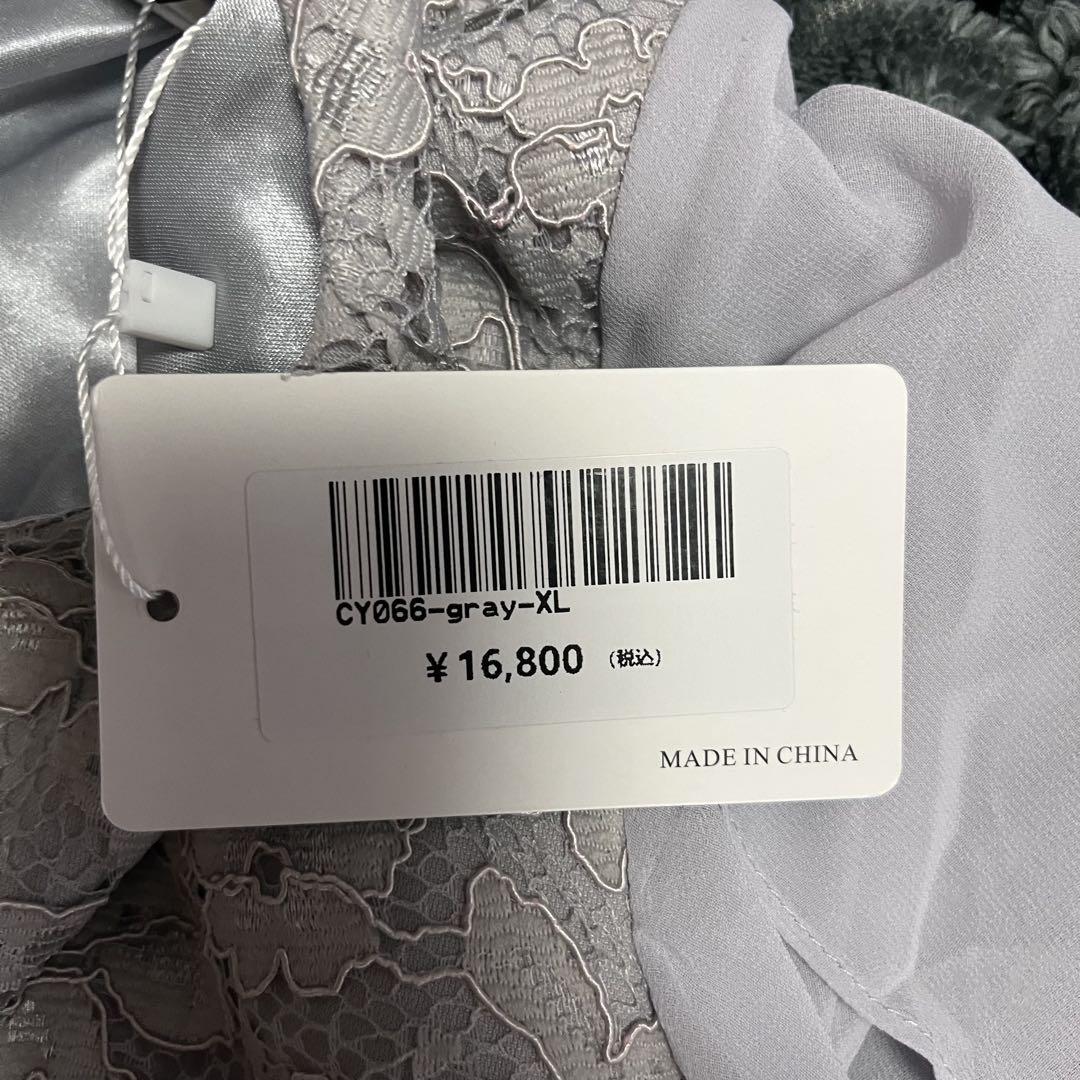 CY066-gray-XL
¥16,800 (税込)
MADE IN CHINA